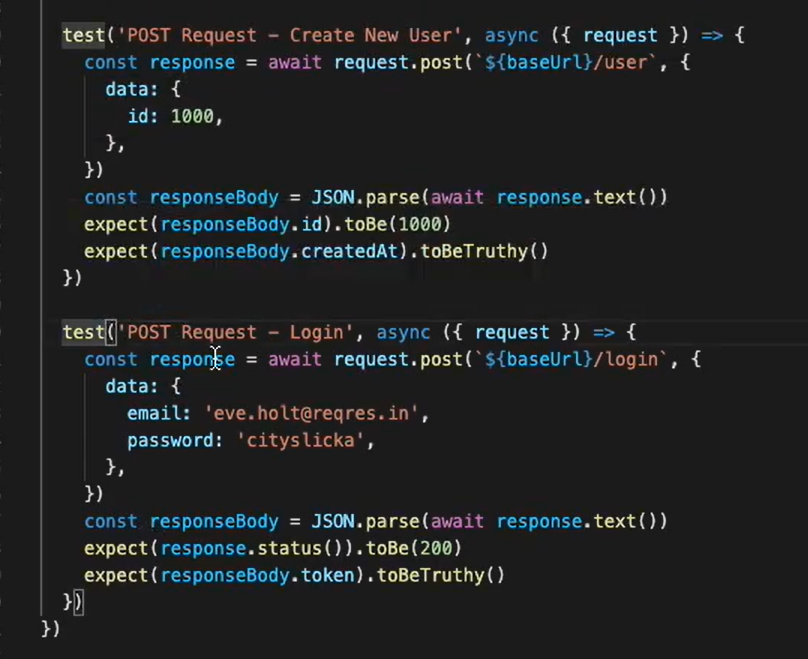 test('POST Request – Create New User', async ({ request }) => {
const response = await request.post(`${baseUrl}/user`, {
data: {
id: 1000,
},
})
const responseBody = JSON.parse(await response.text())
expect(responseBody.id).toBe(1000)
expect(responseBody.createdAt).toBeTruthy()
})
test('POST Request – Login', async ({ request }) => {
const response = await request.post(`${baseUrl}/login`, {
data: {
email: 'eve.holt@reqres.in',
password: 'cityslicka',
},
})
const responseBody = JSON.parse(await response.text())
expect(response.status()).toBe(200)
expect(responseBody.token).toBeTruthy()
})
})